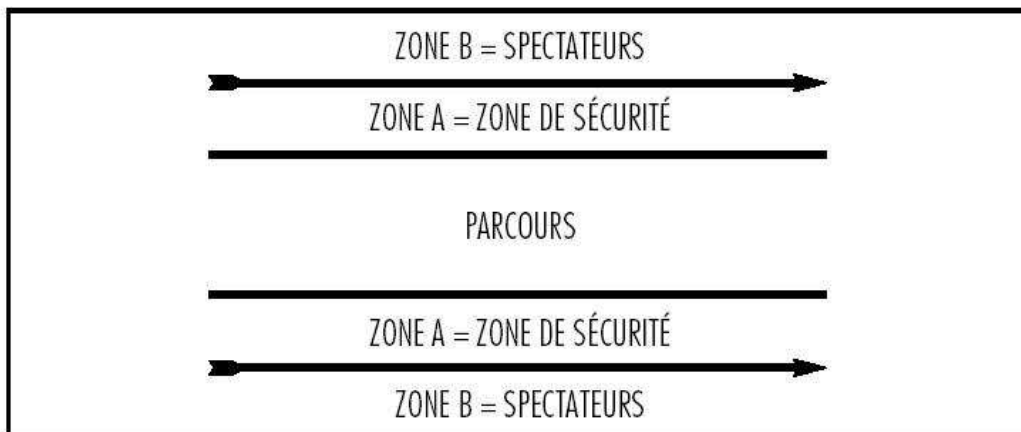 ZONE B = SPECTATEURS
ZONE A = ZONE DE SÉCURITÉ
PARCOURS
ZONE A = ZONE DE SÉCURITÉ
ZONE B = SPECTATEURS